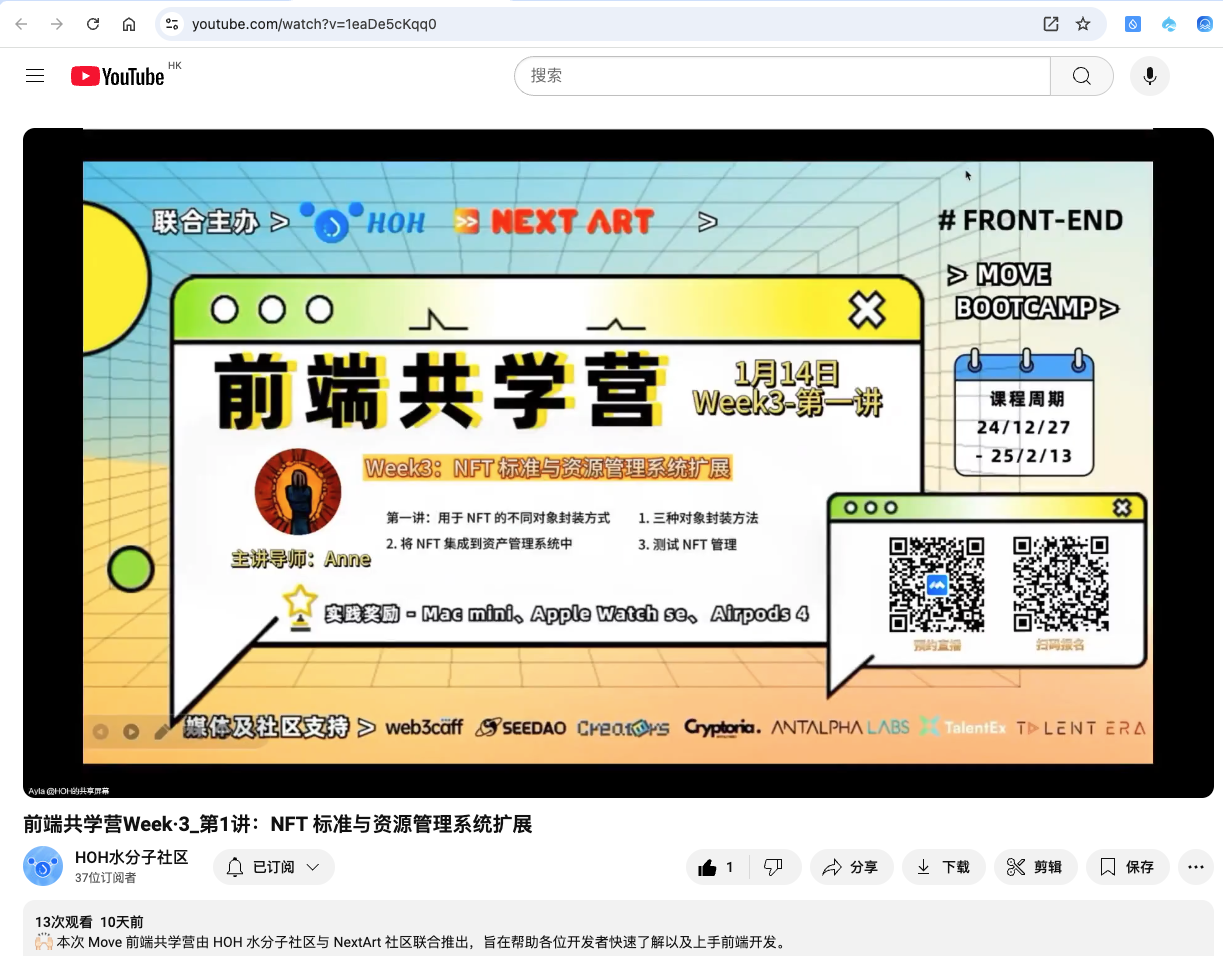 youtube.com/watch?v=1eaDe5cKqq0
YouTube HK
搜索
联合主办 > HOH >> NEXT ART >
# FRONT-END
> MOVE
BOOTCAMP >
前端共学营
1月14日
Week3-第一讲
课程周期
24/12/27
- 25/2/13
Week3：NFT 标准与资源管理系统扩展
第一讲：用于 NFT 的不同对象封装方式
1. 三种对象封装方法
2. 将 NFT 集成到资产管理系统中
3. 测试 NFT 管理
主讲导师：Anne
实践奖励 - Mac mini、Apple Watch se、Airpods 4
预约直播
扫码报名
媒体及社区支持 > web3caff SEEDAO Creators Cryptoria. ANTALPHA LABS TalentEx TALENT ERA
Ayla @HOH的共享屏幕
前端共学营Week·3_第1讲：NFT 标准与资源管理系统扩展
HOH水分子社区
37位订阅者
已订阅
1
分享
下载
剪辑
保存
13次观看 10天前
🙌🏻 本次 Move 前端共学营由 HOH 水分子社区与 NextArt 社区联合推出，旨在帮助各位开发者快速了解以及上手前端开发。